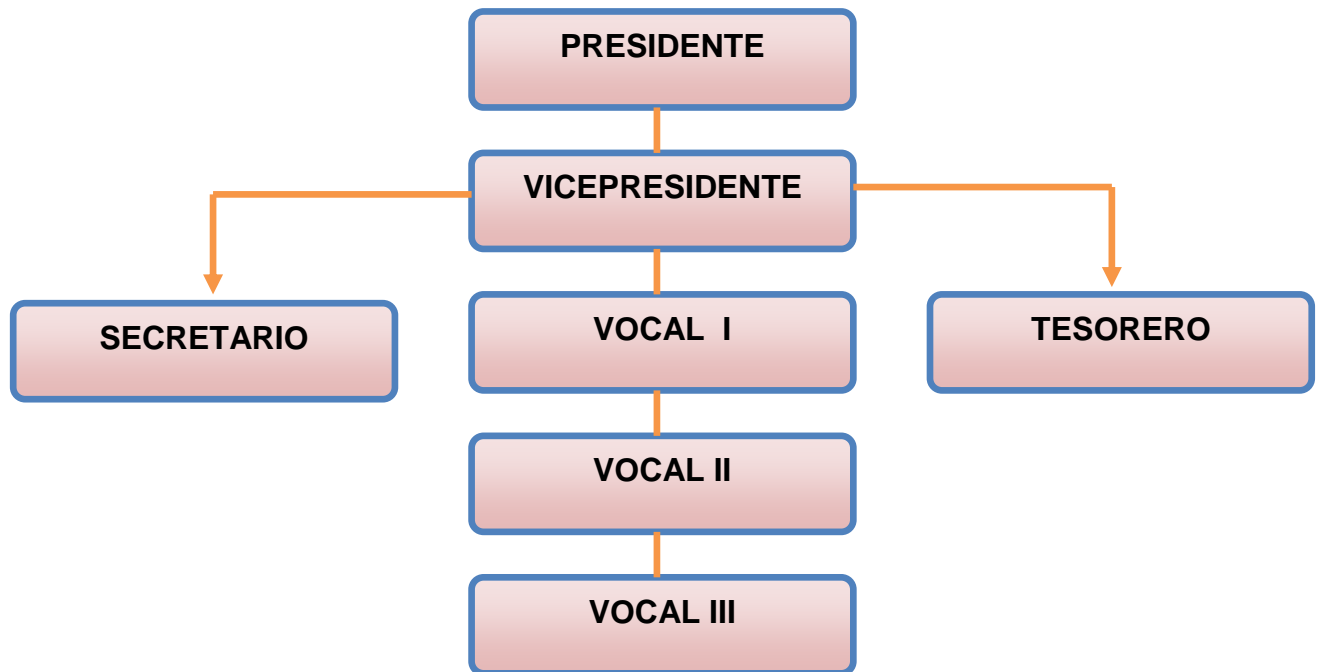 PRESIDENTE
VICEPRESIDENTE
SECRETARIO
VOCAL I
TESORERO
VOCAL II
VOCAL III